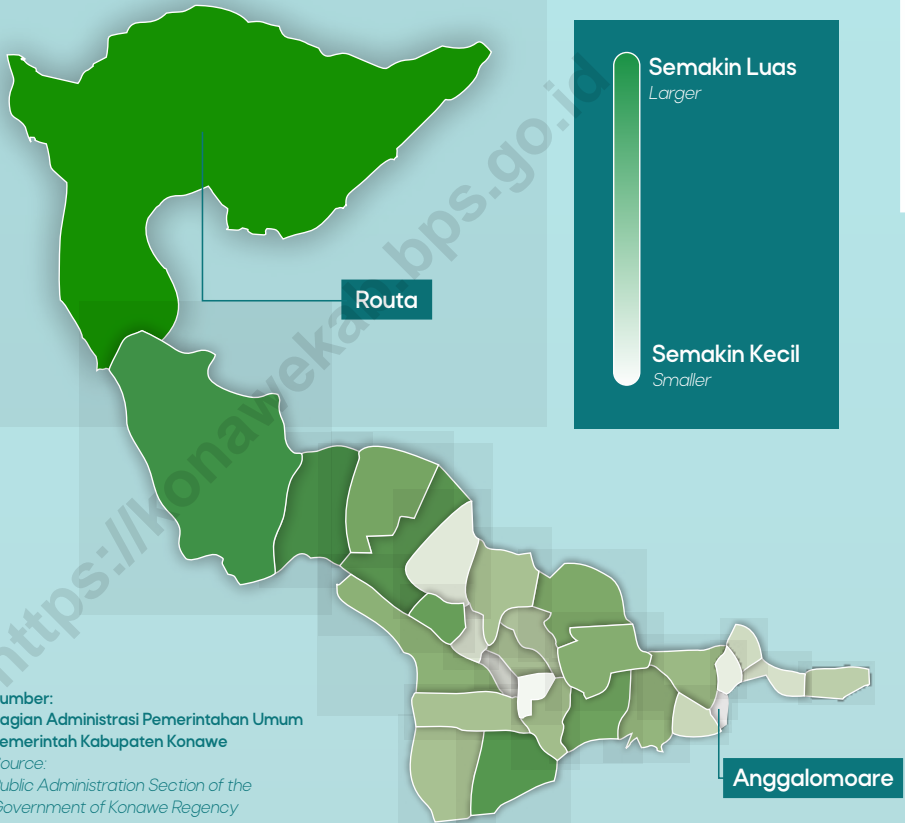 Semakin Luas
Larger
Semakin Kecil
Smaller
Routa
Anggalomoare
https://konawekab.bps.go.id
umber:
agian Administrasi Pemerintahan Umum
emerintah Kabupaten Konawe
ource:
ublic Administration Section of the
Government of Konawe Regency